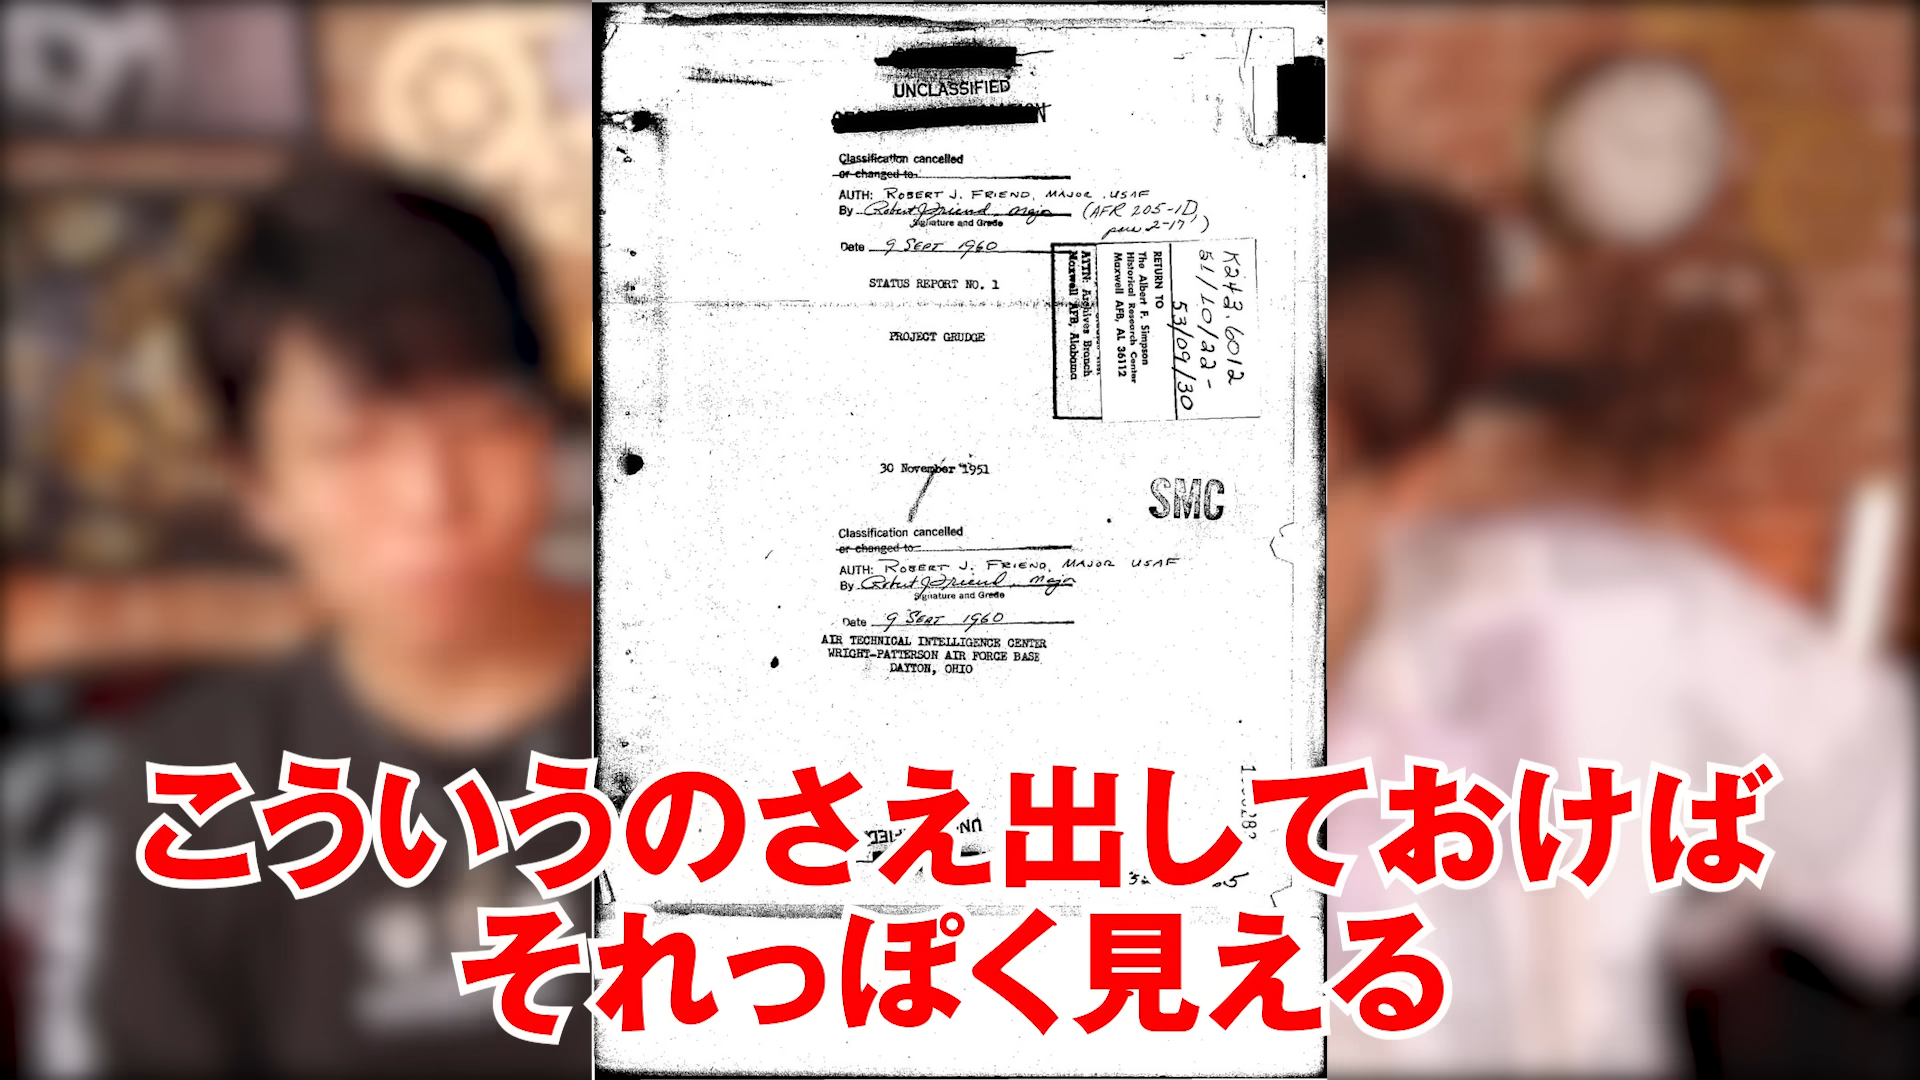 UNCLASSIFIED
Classification cancelled
or changed to
AUTH: ROBERT J. FRIEND, MAJOR, USAF
By Robert J Friend, Major (AFR 205-1D,
Signature and Grade
Date 9 SEPT 1960
STATUS REPORT NO. 1
PROJECT GRUDGE
K243.6012
51/10/22-
53/09/30
RETURN TO
The Albert F. Simpson
Historical Research Center
Maxwell AFB, AL 36112
ATTN: Archives Branch
Maxwell AFB, Alabama
30 November 1951
SMC
Classification cancelled
or changed to
AUTH: ROBERT J. FRIEND, MAJOR USAF
By Robert J Friend, Major
Signature and Grade
Date 9 SEPT 1960
AIR TECHNICAL INTELLIGENCE CENTER
WRIGHT-PATTERSON AIR FORCE BASE
DAYTON, OHIO
こういうのさえ出しておけば
それっぽく見える